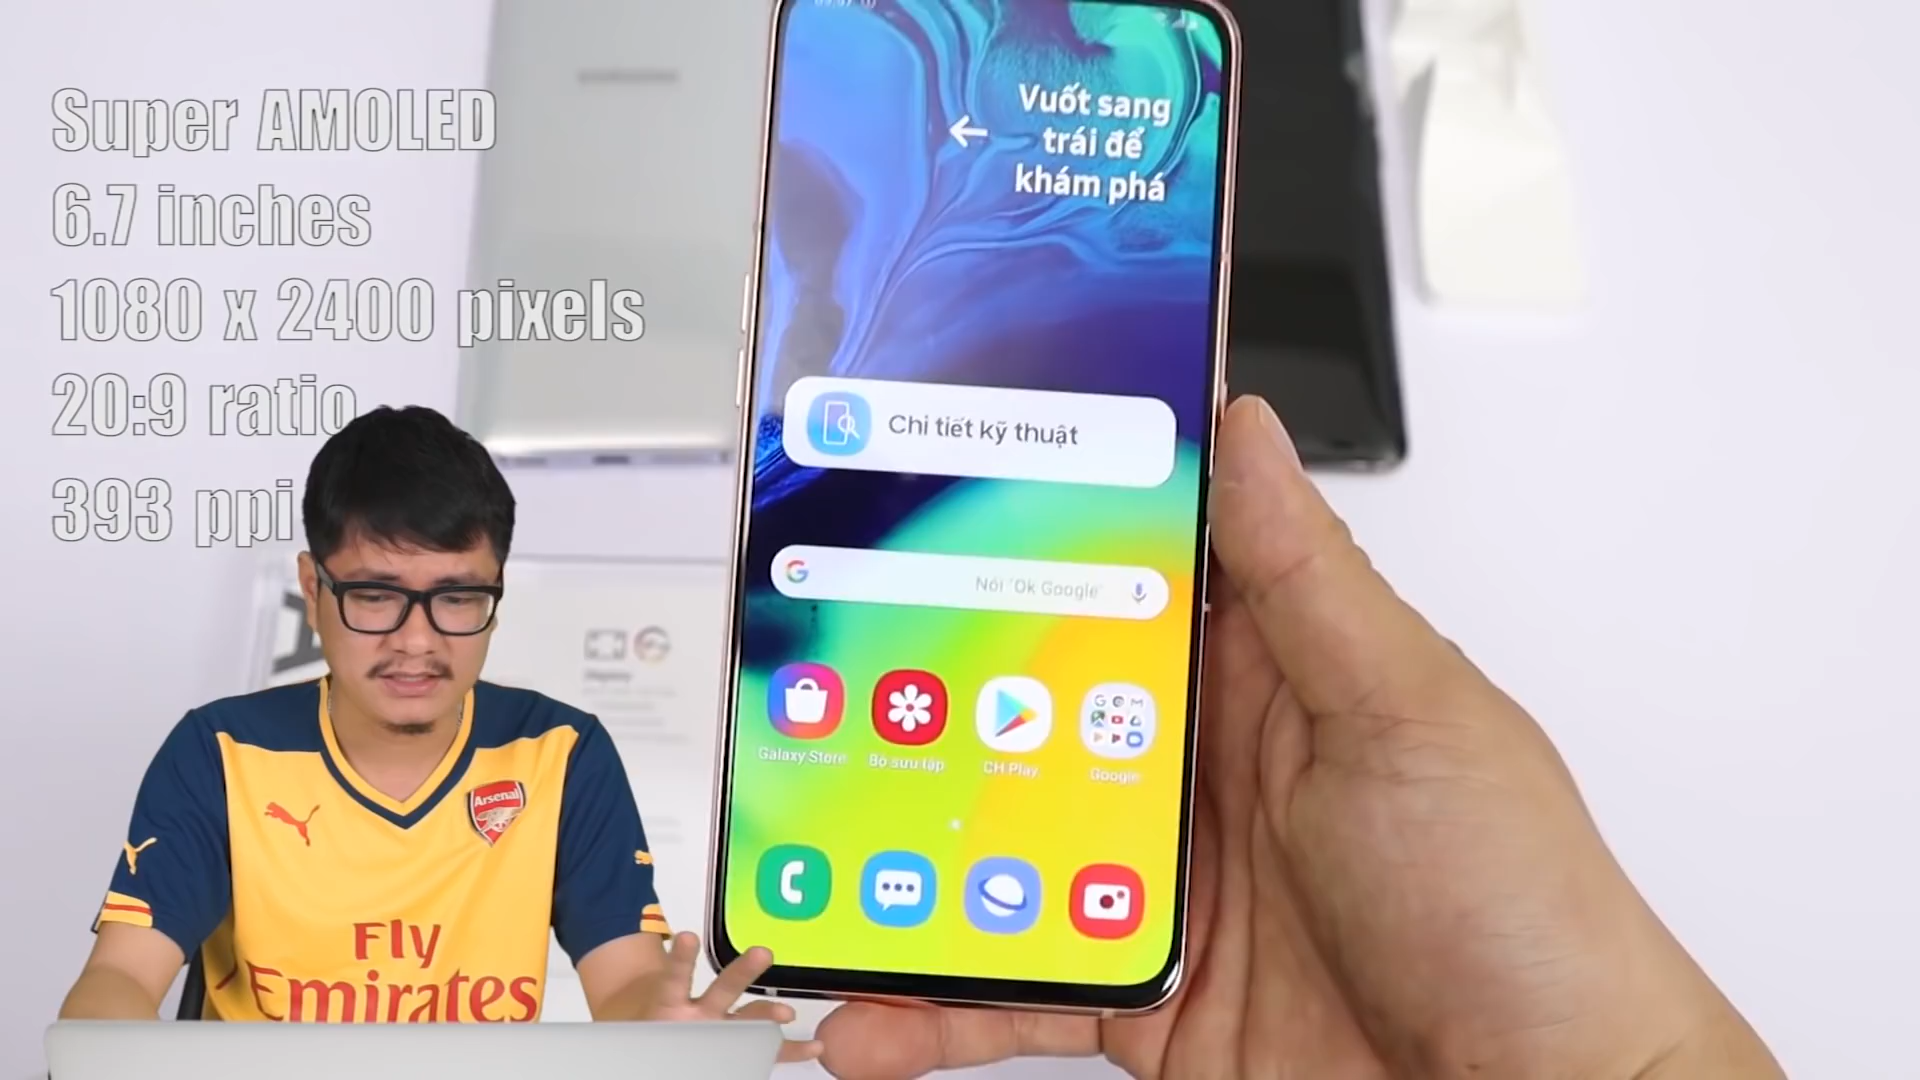 Super AMOLED
6.7 inches
1080 x 2400 pixels
20:9 ratio
393 ppi
Vuốt sang
trái để
khám phá
Chi tiết kỹ thuật
Nói "Ok Google"
Galaxy Store
Bộ sưu tập
CH Play
Google
Arsenal
Fly
Emirates